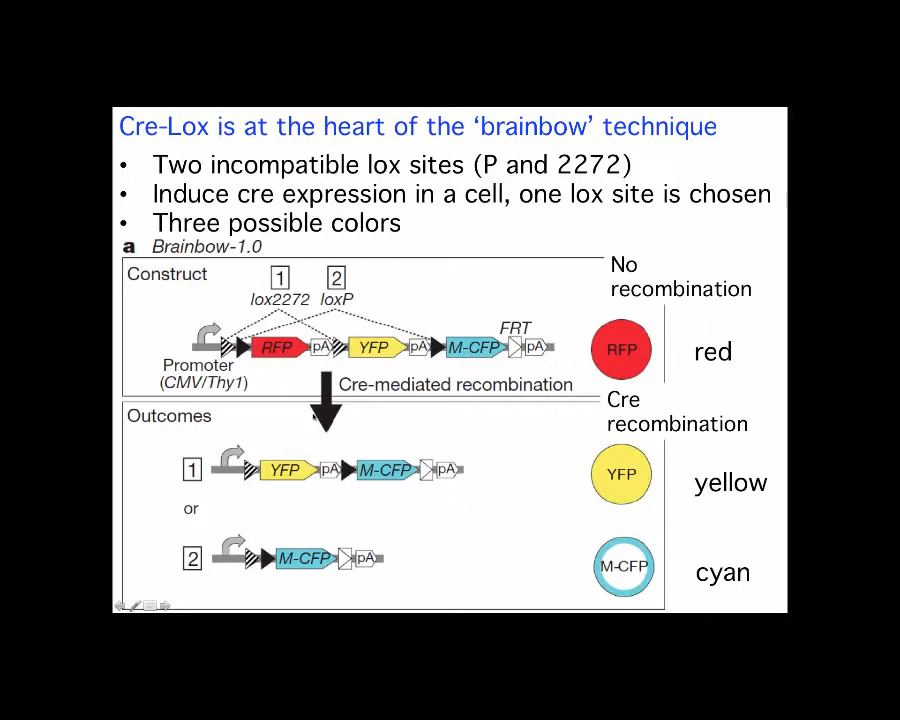 Cre-Lox is at the heart of the ‘brainbow’ technique
• Two incompatible lox sites (P and 2272)
• Induce cre expression in a cell, one lox site is chosen
• Three possible colors
a Brainbow-1.0
Construct
1 2
lox2272 loxP
FRT
RFP pA YFP pA M-CFP pA
Promoter
(CMV/Thy1)
Cre-mediated recombination
No
recombination
RFP red
Outcomes
Cre
recombination
1 YFP pA M-CFP pA
YFP yellow
or
2 M-CFP pA
M-CFP cyan